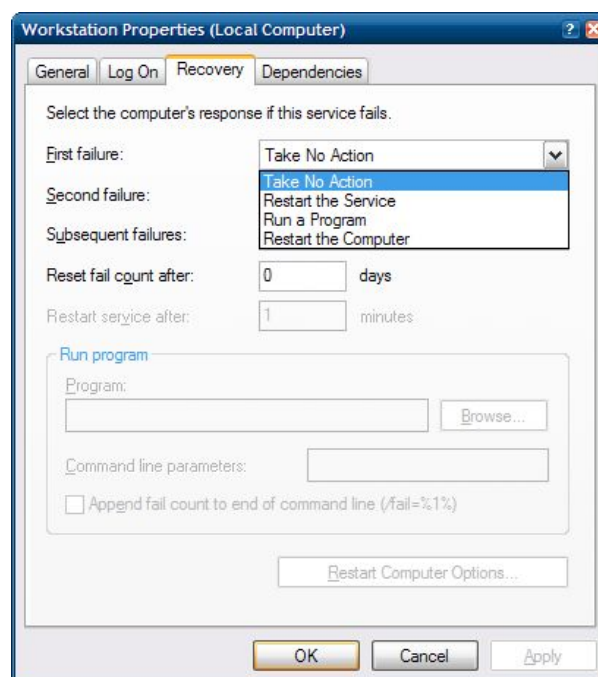 Workstation Properties (Local Computer)
General Log On Recovery Dependencies
Select the computer's response if this service fails.
First failure: Take No Action
Take No Action
Second failure: Restart the Service
Run a Program
Subsequent failures: Restart the Computer
Reset fail count after: 0 days
Restart service after: 1 minutes
Run program
Program:
Browse...
Command line parameters:
Append fail count to end of command line (/fail=%1%)
Restart Computer Options...
OK Cancel Apply